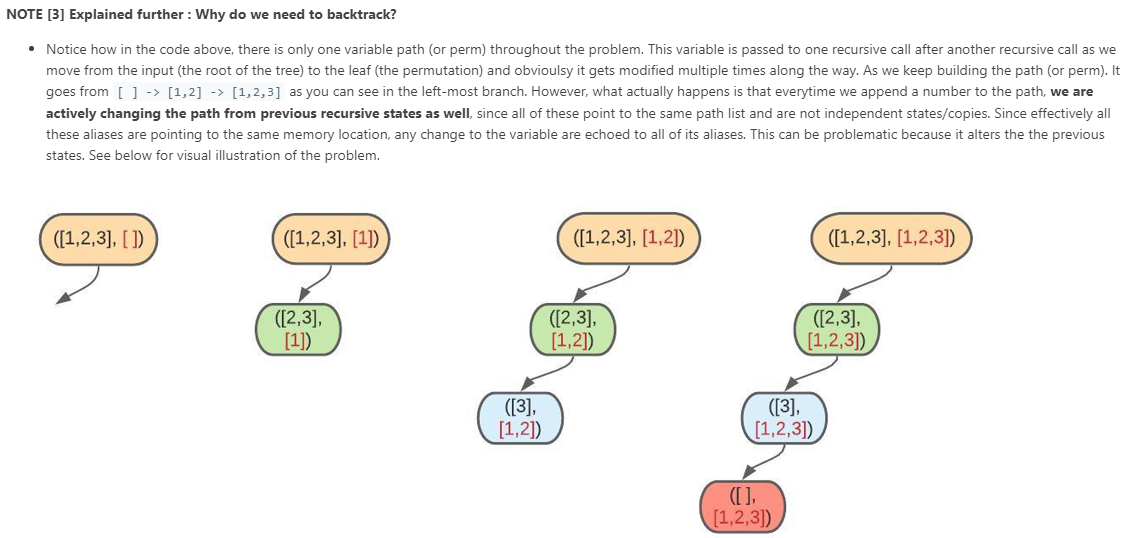 NOTE [3] Explained further : Why do we need to backtrack?
• Notice how in the code above, there is only one variable path (or perm) throughout the problem. This variable is passed to one recursive call after another recursive call as we
move from the input (the root of the tree) to the leaf (the permutation) and obvioulsy it gets modified multiple times along the way. As we keep building the path (or perm). It
goes from [ ] -> [1,2] -> [1,2,3] as you can see in the left-most branch. However, what actually happens is that everytime we append a number to the path, we are
actively changing the path from previous recursive states as well, since all of these point to the same path list and are not independent states/copies. Since effectively all
these aliases are pointing to the same memory location, any change to the variable are echoed to all of its aliases. This can be problematic because it alters the the previous
states. See below for visual illustration of the problem.
([1,2,3], [ ])
([1,2,3], [1])
([1,2,3], [1,2])
([1,2,3], [1,2,3])
([2,3],
[1])
([2,3],
[1,2])
([2,3],
[1,2,3])
([3],
[1,2])
([3],
[1,2,3])
([ ],
[1,2,3])